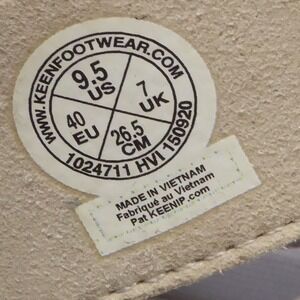 WWW.KEENFOOTWEAR.COM
9.5
US
7
UK
40
EU
26.5
CM
1024711 HVI 150920
MADE IN VIETNAM
Fabriqué au Vietnam
Pat KEENIP.com